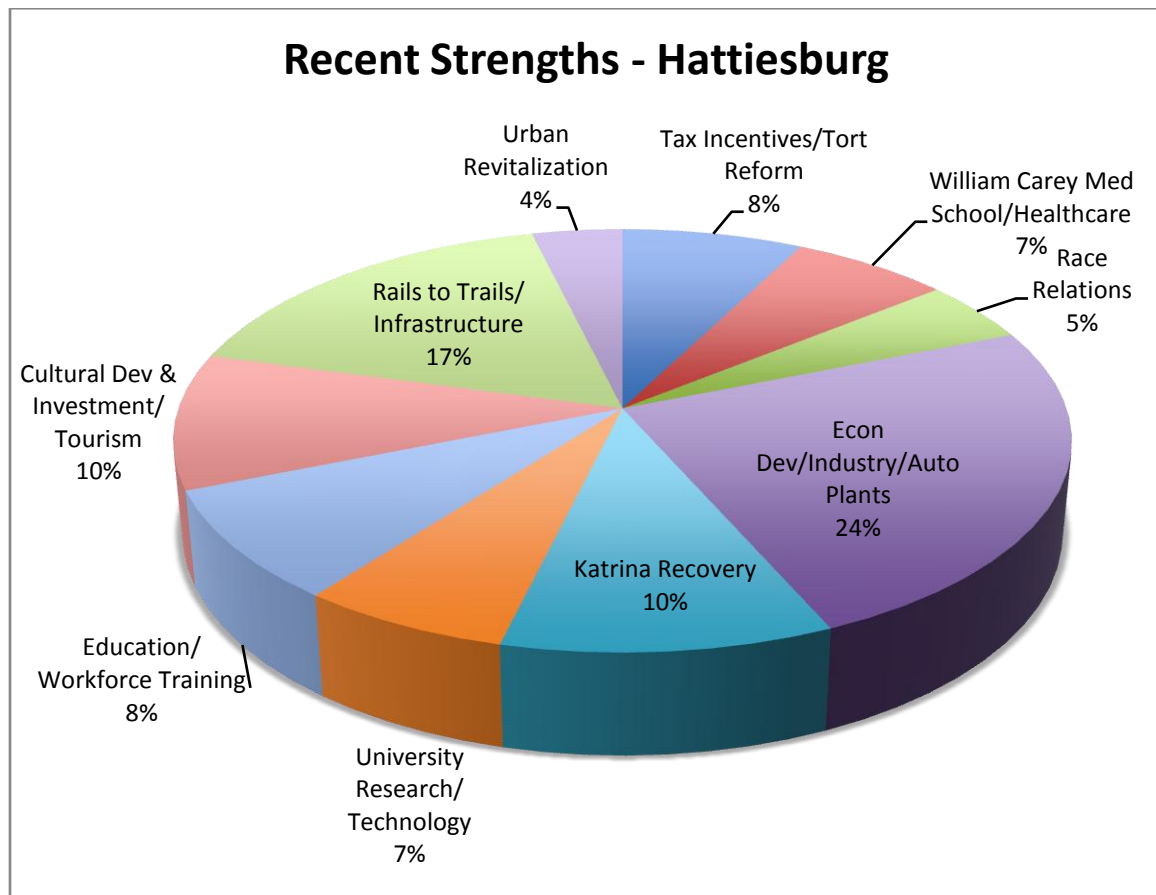 Recent Strengths - Hattiesburg
Urban
Revitalization
4%
Tax Incentives/Tort
Reform
8%
William Carey Med
School/Healthcare
7%
Race
Relations
5%
Econ
Dev/Industry/Auto
Plants
24%
Katrina Recovery
10%
University
Research/
Technology
7%
Education/
Workforce Training
8%
Cultural Dev &
Investment/
Tourism
10%
Rails to Trails/
Infrastructure
17%